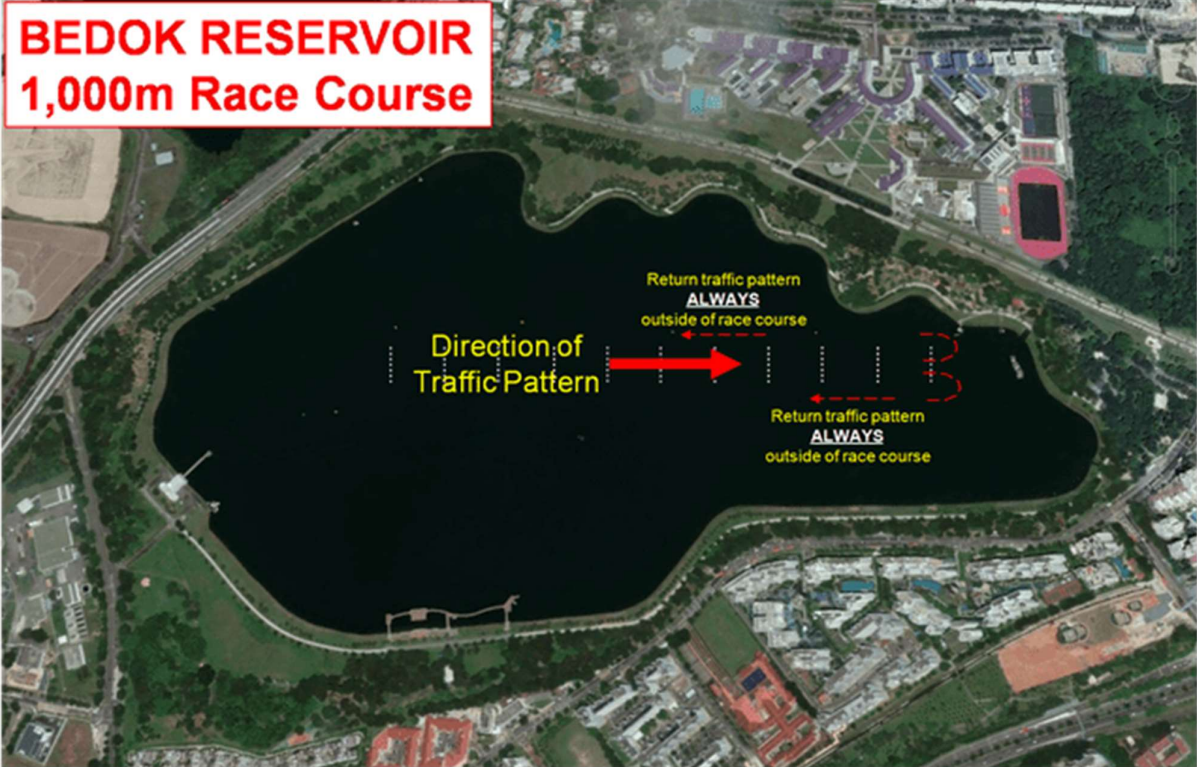 BEDOK RESERVOIR
1,000m Race Course
Return traffic pattern
ALWAYS
outside of race course
Direction of
Traffic Pattern
Return traffic pattern
ALWAYS
outside of race course